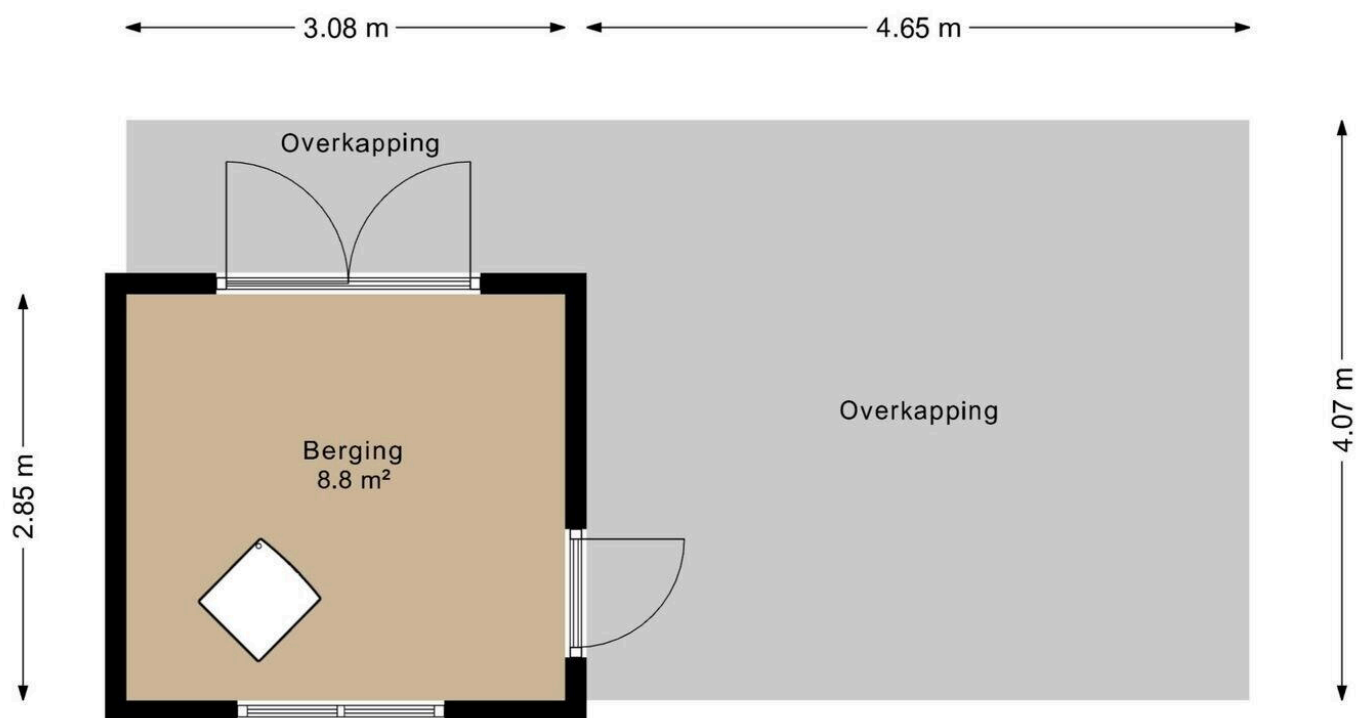 3.08 m
4.65 m
Overkapping
Overkapping
4.07 m
Berging
8.8 m²
2.85 m